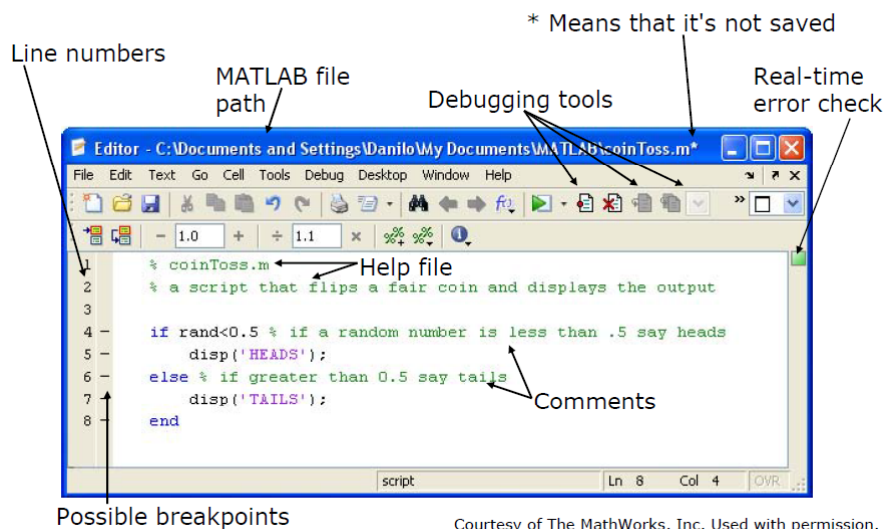 * Means that it's not saved
Line numbers
MATLAB file path
Debugging tools
Real-time error check
Editor - C:\Documents and Settings\Danilo\My Documents\MATLAB\coinToss.m*
File Edit Text Go Cell Tools Debug Desktop Window Help
− 1.0 + ÷ 1.1 ×
1 % coinToss.m
Help file
2 % a script that flips a fair coin and displays the output
3
4 − if rand<0.5 % if a random number is less than .5 say heads
5 − disp('HEADS');
6 − else % if greater than 0.5 say tails
7 − disp('TAILS');
Comments
8 − end
script Ln 8 Col 4 OVR
Possible breakpoints
Courtesy of The MathWorks, Inc. Used with permission.